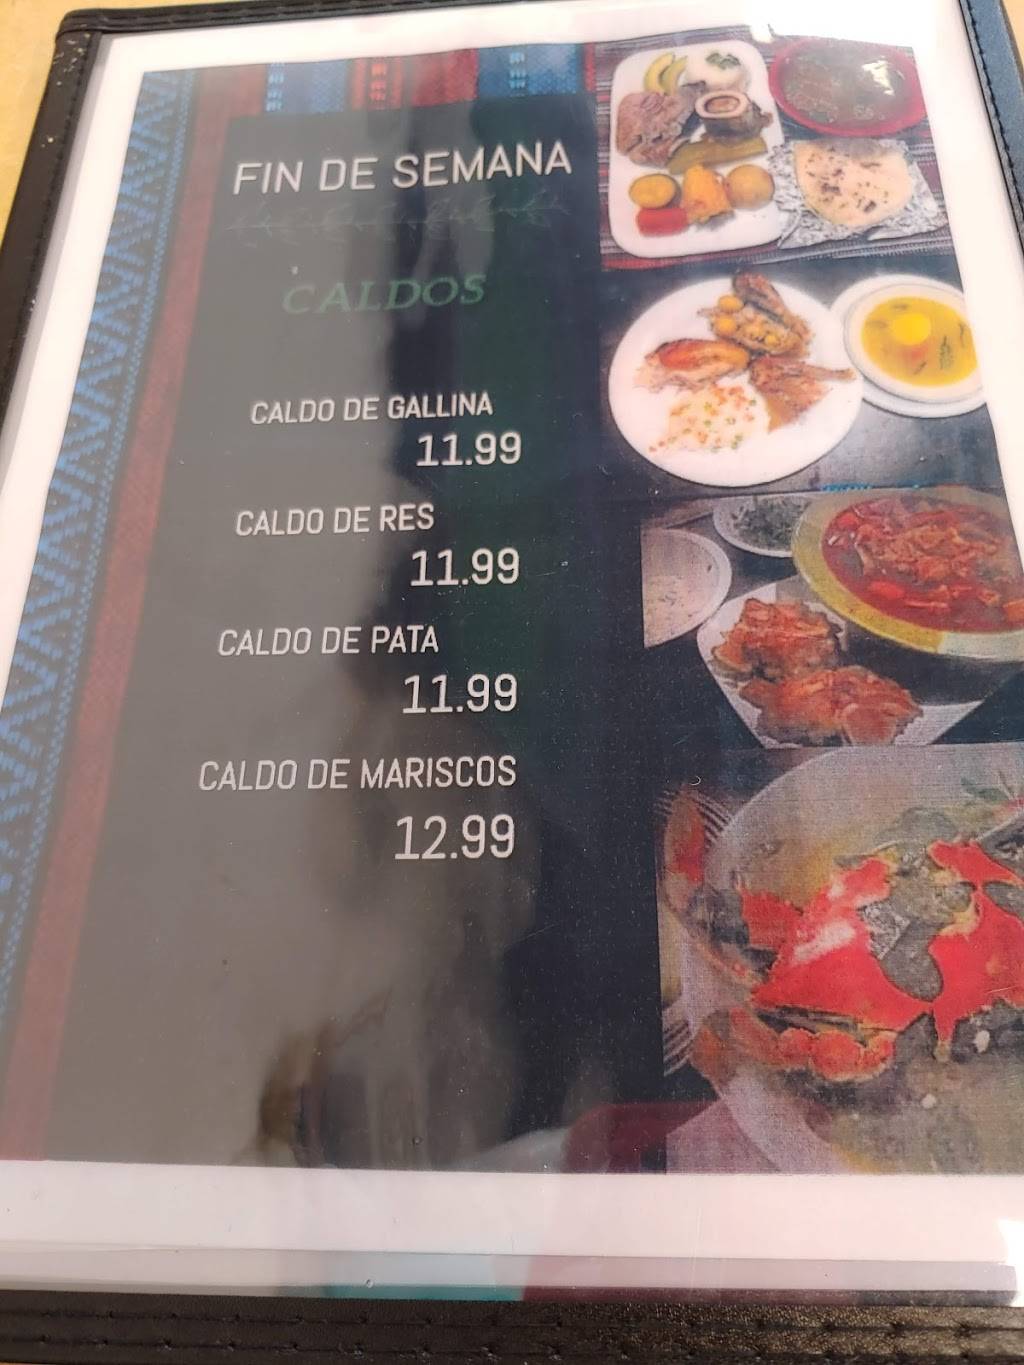 FIN DE SEMANA
CALDOS
CALDO DE GALLINA
11.99
CALDO DE RES
11.99
CALDO DE PATA
11.99
CALDO DE MARISCOS
12.99